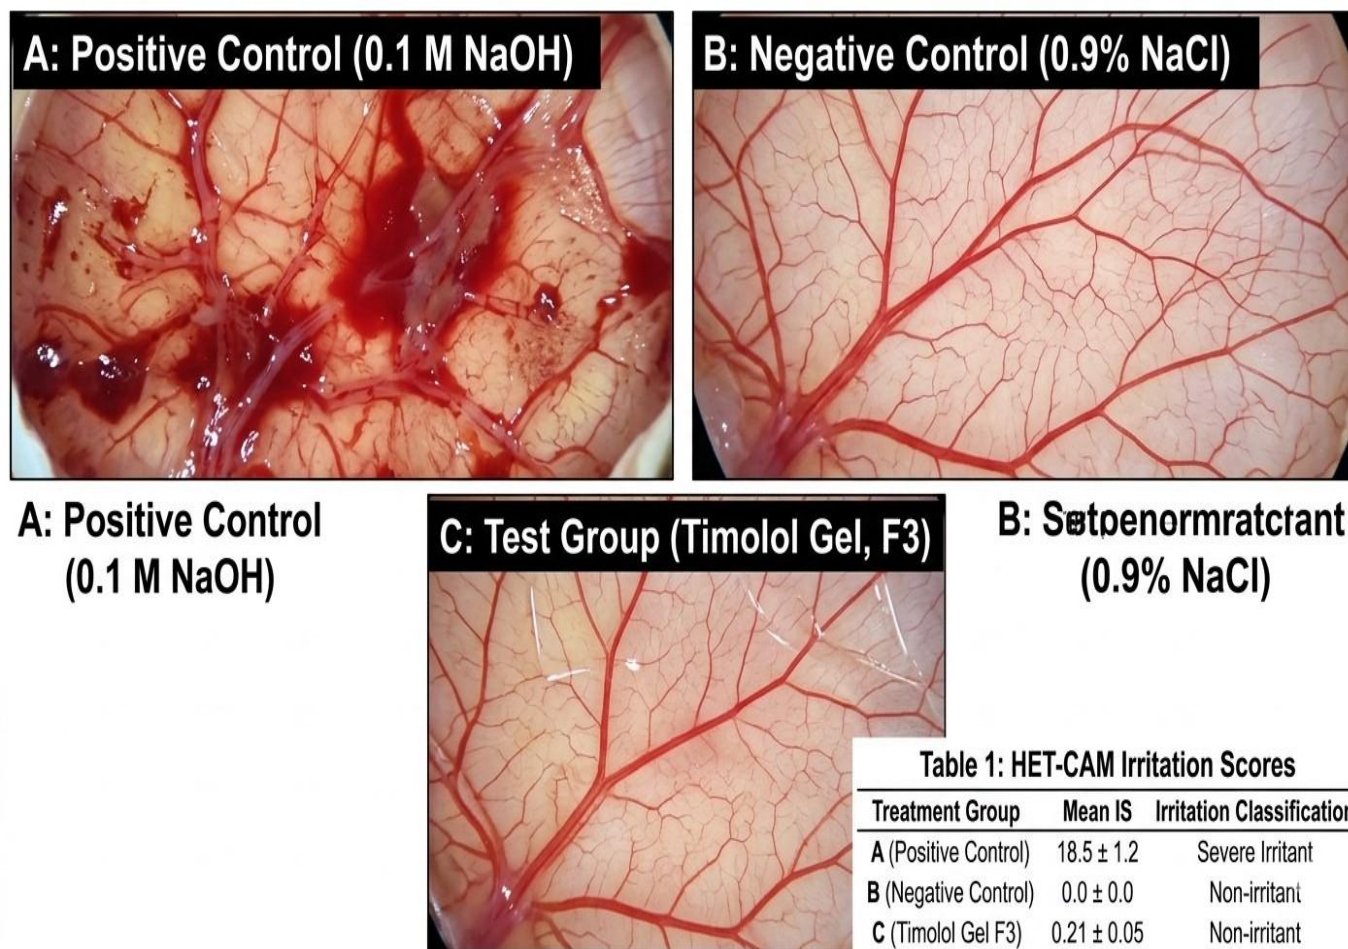 A: Positive Control (0.1 M NaOH)
B: Negative Control (0.9% NaCl)
A: Positive Control
(0.1 M NaOH)
B:
(0.9% NaCl)
C: Test Group (Timolol Gel, F3)
Table 1: HET-CAM Irritation Scores
Treatment Group Mean IS Irritation Classification
A (Positive Control) 18.5 ± 1.2 Severe Irritant
B (Negative Control) 0.0 ± 0.0 Non-irritant
C (Timolol Gel F3) 0.21 ± 0.05 Non-irritant